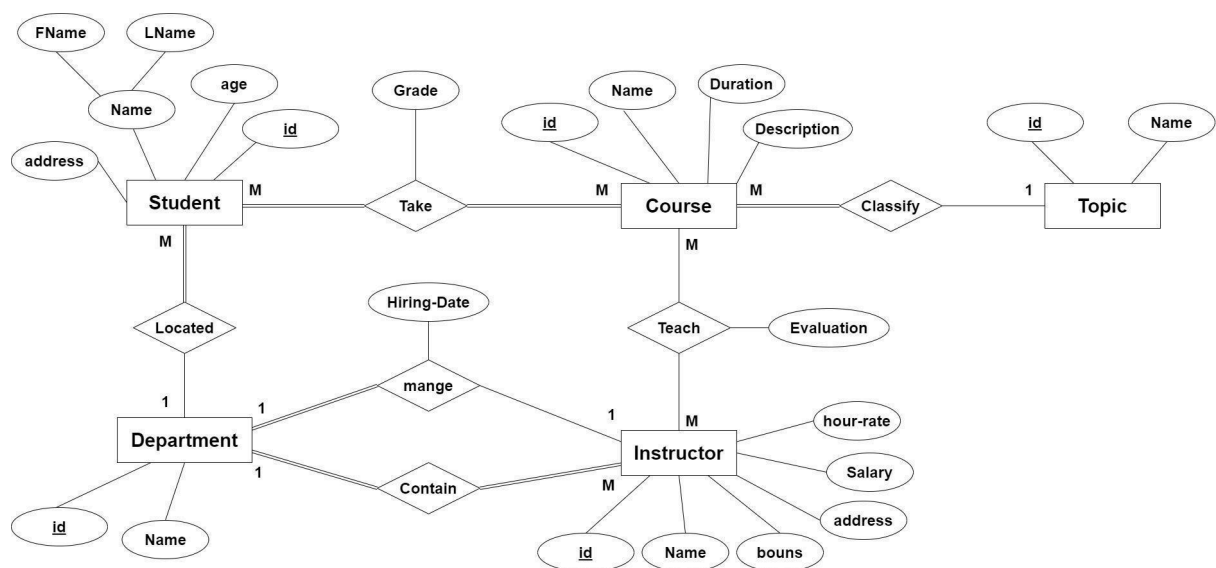 FName
LName
Name
age
id
address
Student
Grade
M
Take
M
id
Name
Duration
Description
Course
M
Classify
1
id
Name
Topic
M
Located
1
Hiring-Date
1
mange
1
M
Teach
Evaluation
M
Department
1
Contain
M
id
Name
Instructor
hour-rate
Salary
address
id
Name
bouns